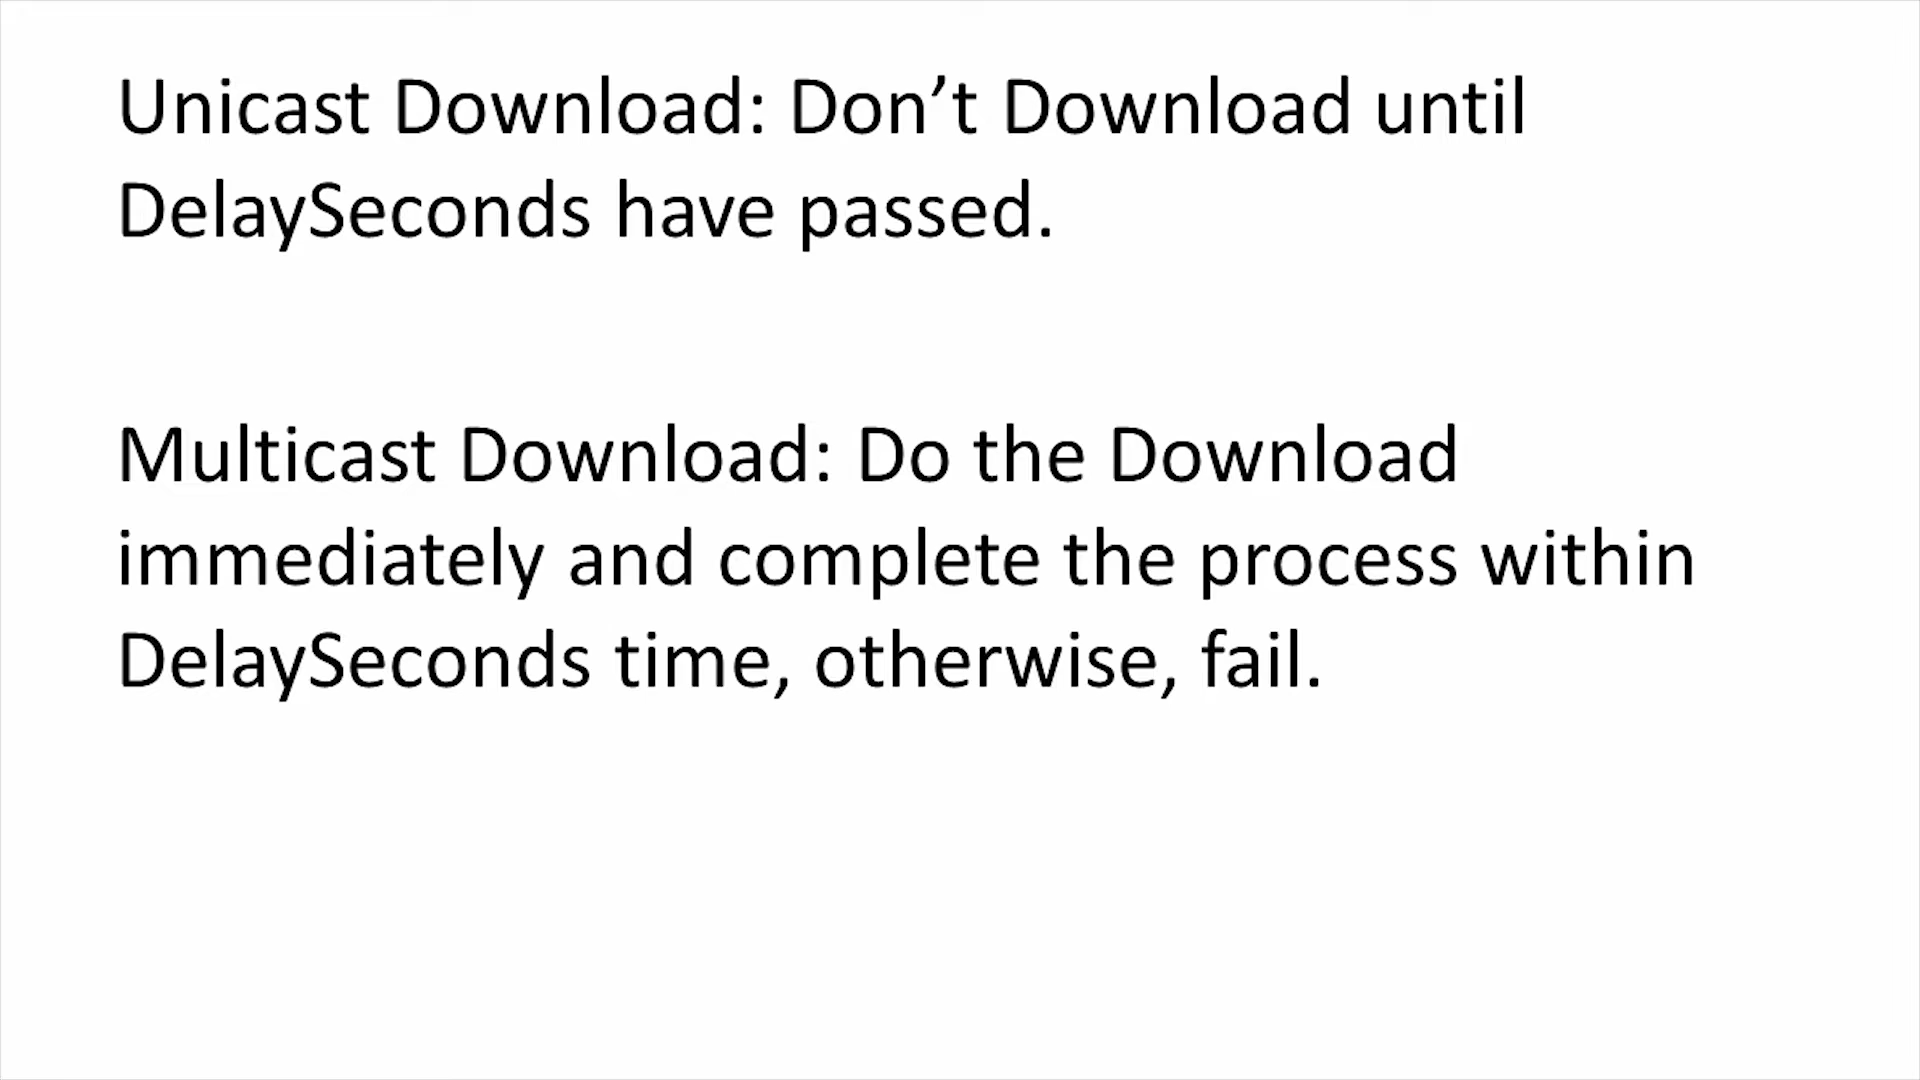 Unicast Download: Don’t Download until
DelaySeconds have passed.
Multicast Download: Do the Download
immediately and complete the process within
DelaySeconds time, otherwise, fail.